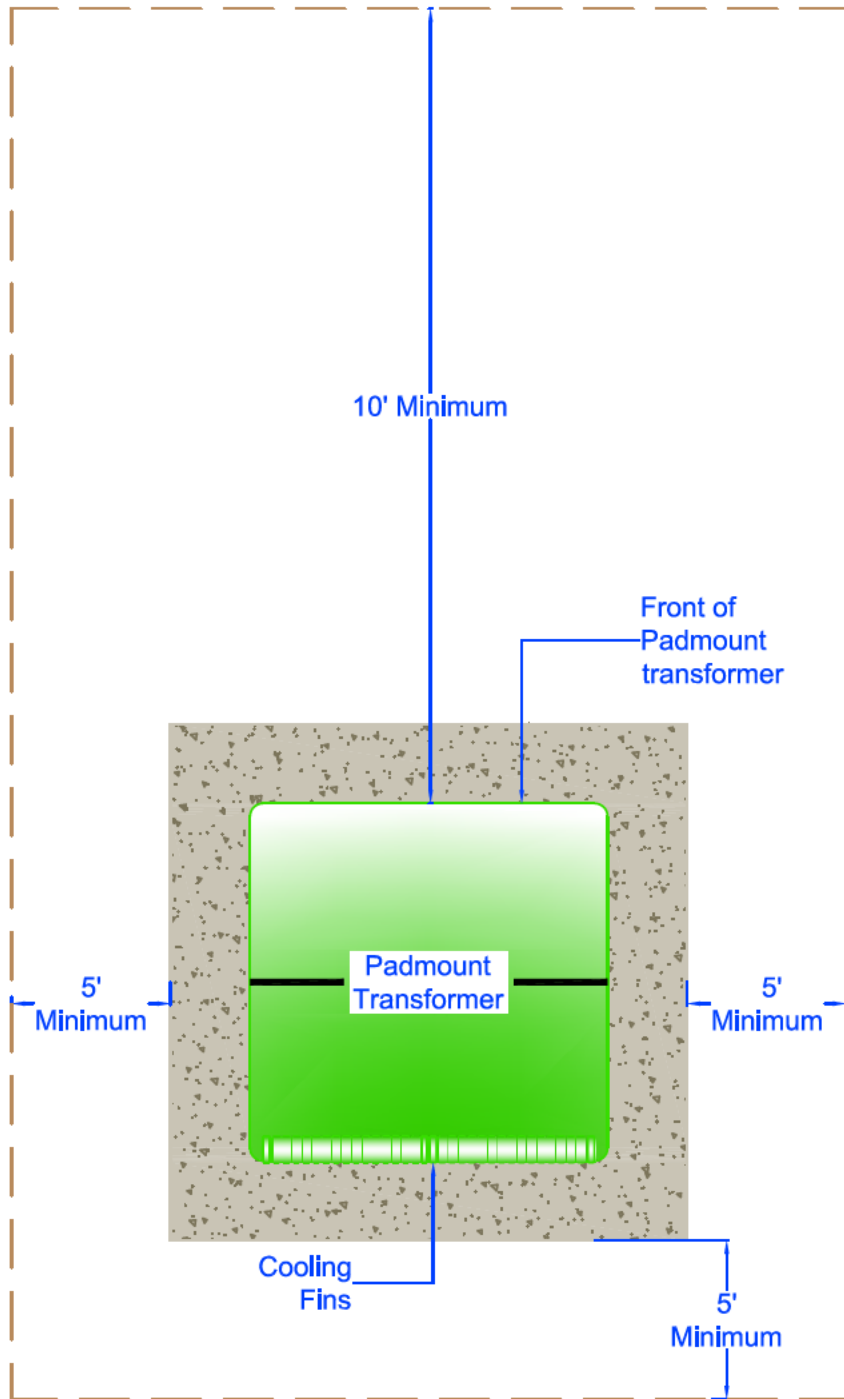 10' Minimum
Front of
Padmount
transformer
Padmount
Transformer
5'
Minimum
5'
Minimum
Cooling
Fins
5'
Minimum